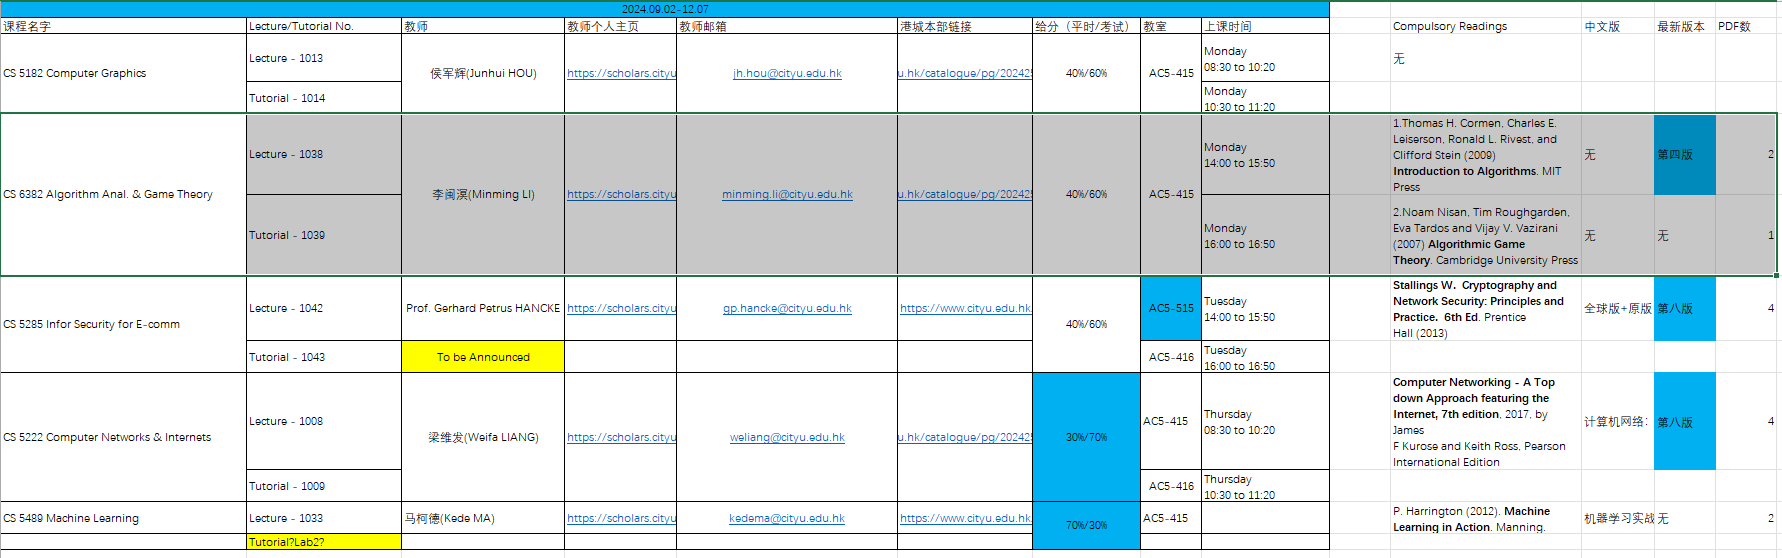 2024.09.02-12.07
课程名字 Lecture/Tutorial No. 教师 教师个人主页 教师邮箱 港城本部链接 给分（平时/考试） 教室 上课时间 Compulsory Readings 中文版 最新版本 PDF数
CS 5182 Computer Graphics
Lecture - 1013
Tutorial - 1014
侯军辉(Junhui HOU)
https://scholars.cityu
jh.hou@cityu.edu.hk
u.hk/catalogue/pg/20242
40%/60%
AC5-415
Monday
08:30 to 10:20
Monday
10:30 to 11:20
无
CS 6382 Algorithm Anal. & Game Theory
Lecture - 1038
Tutorial - 1039
李闽溟(Minming LI)
https://scholars.cityu
minming.li@cityu.edu.hk
u.hk/catalogue/pg/20242
40%/60%
AC5-415
Monday
14:00 to 15:50
Monday
16:00 to 16:50
1.Thomas H. Cormen, Charles E.
Leiserson, Ronald L. Rivest, and
Clifford Stein (2009)
Introduction to Algorithms. MIT
Press
无
第四版
2
2.Noam Nisan, Tim Roughgarden,
Eva Tardos and Vijay V. Vazirani
(2007) Algorithmic Game
Theory. Cambridge University Press
无
无
1
CS 5285 Infor Security for E-comm
Lecture - 1042
Tutorial - 1043
Prof. Gerhard Petrus HANCKE
To be Announced
https://scholars.cityu
gp.hancke@cityu.edu.hk
https://www.cityu.edu.hk
40%/60%
AC5-515
AC5-416
Tuesday
14:00 to 15:50
Tuesday
16:00 to 16:50
Stallings W. Cryptography and
Network Security: Principles and
Practice. 6th Ed. Prentice
Hall (2013)
全球版+原版
第八版
4
CS 5222 Computer Networks & Internets
Lecture - 1008
Tutorial - 1009
梁维发(Weifa LIANG)
https://scholars.cityu
weliang@cityu.edu.hk
u.hk/catalogue/pg/20242
30%/70%
AC5-415
AC5-416
Thursday
08:30 to 10:20
Thursday
10:30 to 11:20
Computer Networking - A Top
down Approach featuring the
Internet, 7th edition, 2017, by
James
F Kurose and Keith Ross, Pearson
International Edition
计算机网络:
第八版
4
CS 5489 Machine Learning
Lecture - 1033
Tutorial?Lab2?
马柯德(Kede MA)
https://scholars.cityu
kedema@cityu.edu.hk
https://www.cityu.edu.hk
70%/30%
AC5-415
P. Harrington (2012). Machine
Learning in Action. Manning.
机器学习实战
无
2